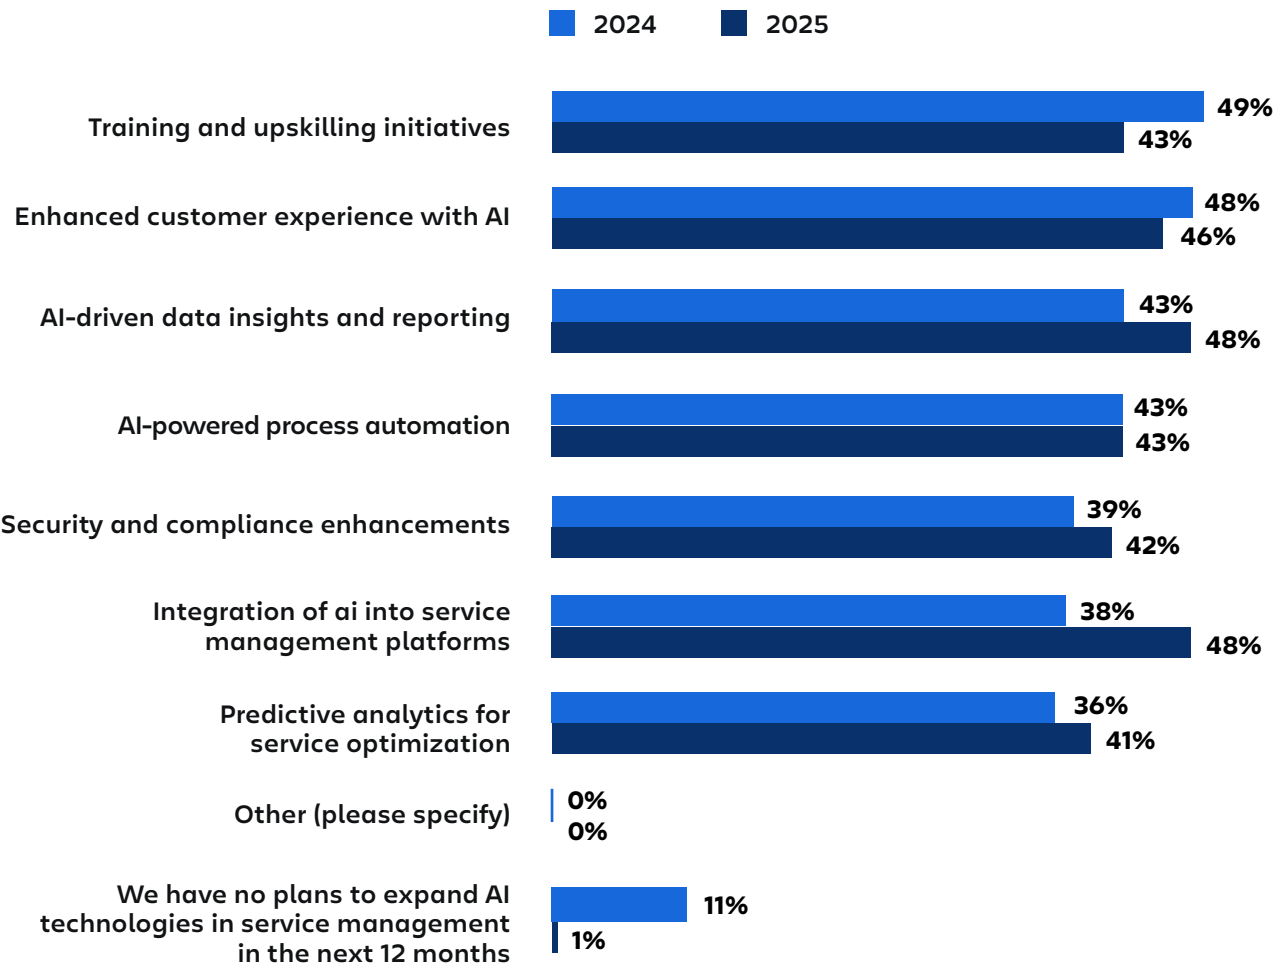 2024 2025
Training and upskilling initiatives
49%
43%
Enhanced customer experience with AI
48%
46%
AI-driven data insights and reporting
43%
48%
AI-powered process automation
43%
43%
Security and compliance enhancements
39%
42%
Integration of ai into service
management platforms
38%
48%
Predictive analytics for
service optimization
36%
41%
Other (please specify)
0%
0%
We have no plans to expand AI
technologies in service management
in the next 12 months
11%
1%